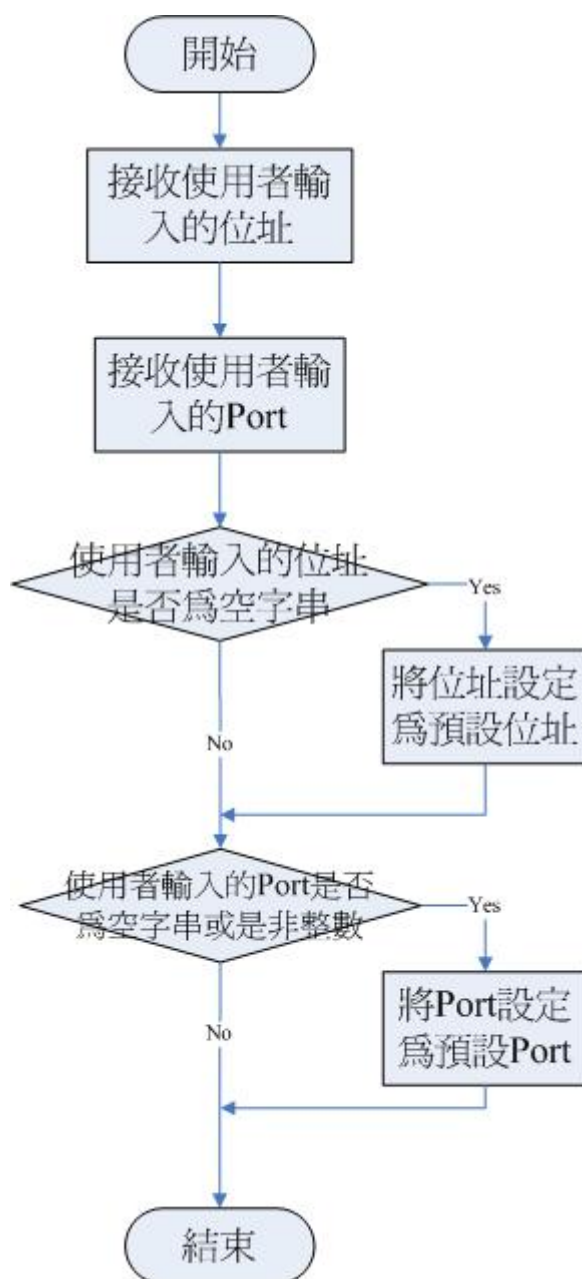 開始
接收使用者輸
入的位址
接收使用者輸
入的Port
使用者輸入的位址
是否爲空字串
Yes
將位址設定
爲預設位址
No
使用者輸入的Port是否
爲空字串或是非整數
Yes
將Port設定
爲預設Port
No
結束